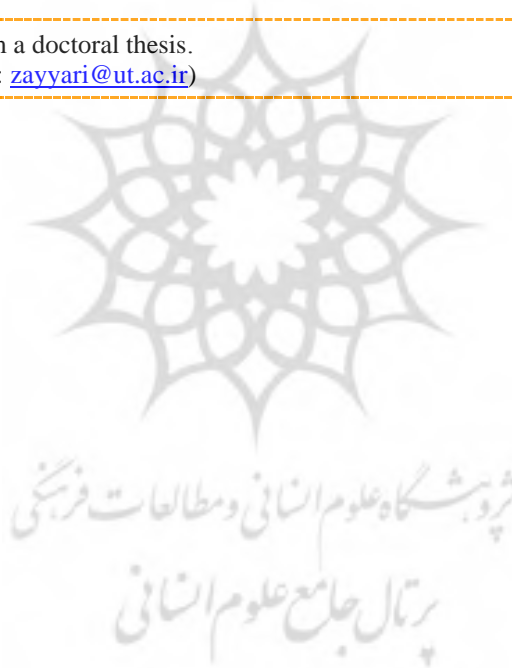 n a doctoral thesis.
: zayyari@ut.ac.ir)
پژوهشگاه علوم انسانی و مطالعات فرهنگی
پرتال جامع علوم انسانی